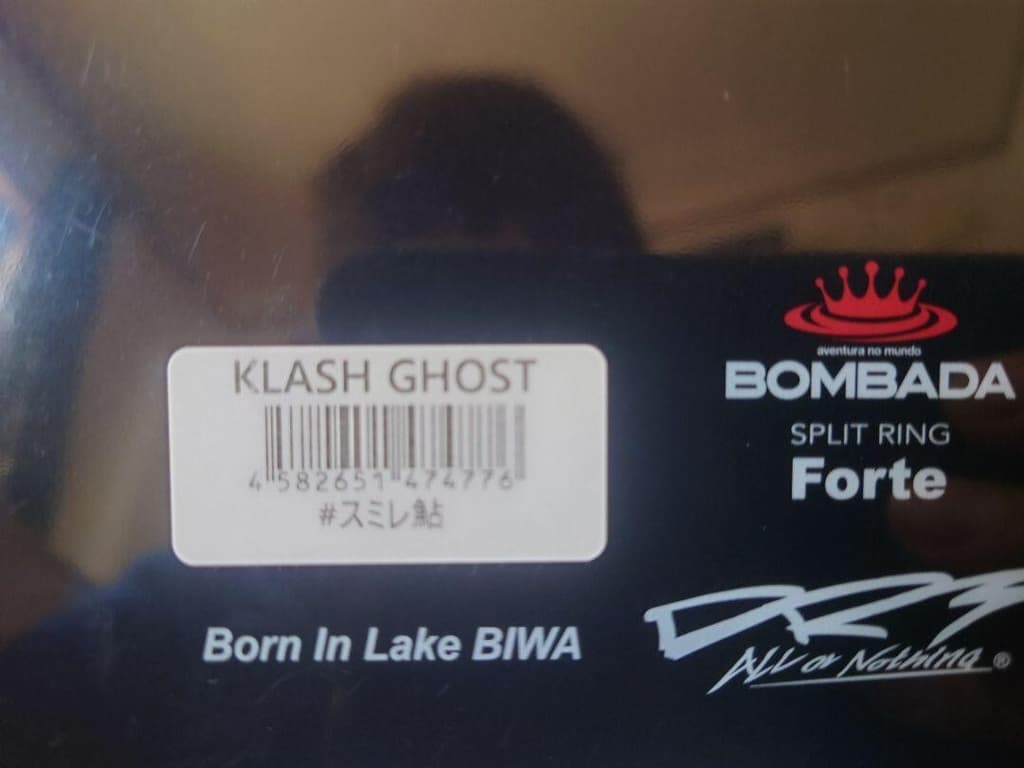 KLASH GHOST
4 582651 474776
#スミレ鮎
Born In Lake BIWA
aventura no mundo
BOMBADA
SPLIT RING
Forte
DRT
ALL or Nothing ®